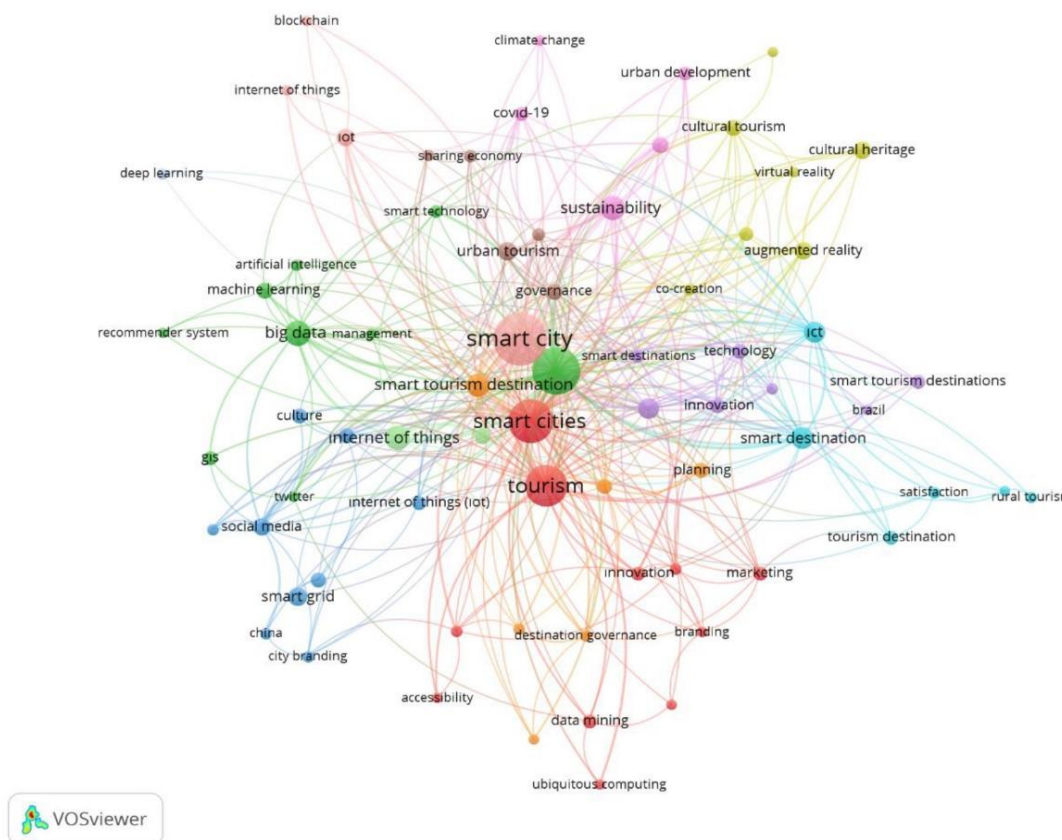 blockchain
climate change
urban development
internet of things
covid-19
cultural tourism
iot
sharing economy
cultural heritage
deep learning
virtual reality
smart technology
sustainability
urban tourism
augmented reality
artificial intelligence
machine learning
governance
co-creation
recommender system
big data
management
smart city
ict
smart destinations
technology
smart tourism destination
smart tourism destinations
culture
smart cities
innovation
brazil
internet of things
smart destination
gis
planning
twitter
internet of things (iot)
tourism
satisfaction
rural tourism
social media
tourism destination
innovation
marketing
smart grid
china
destination governance
branding
city branding
accessibility
data mining
ubiquitous computing
VOSviewer